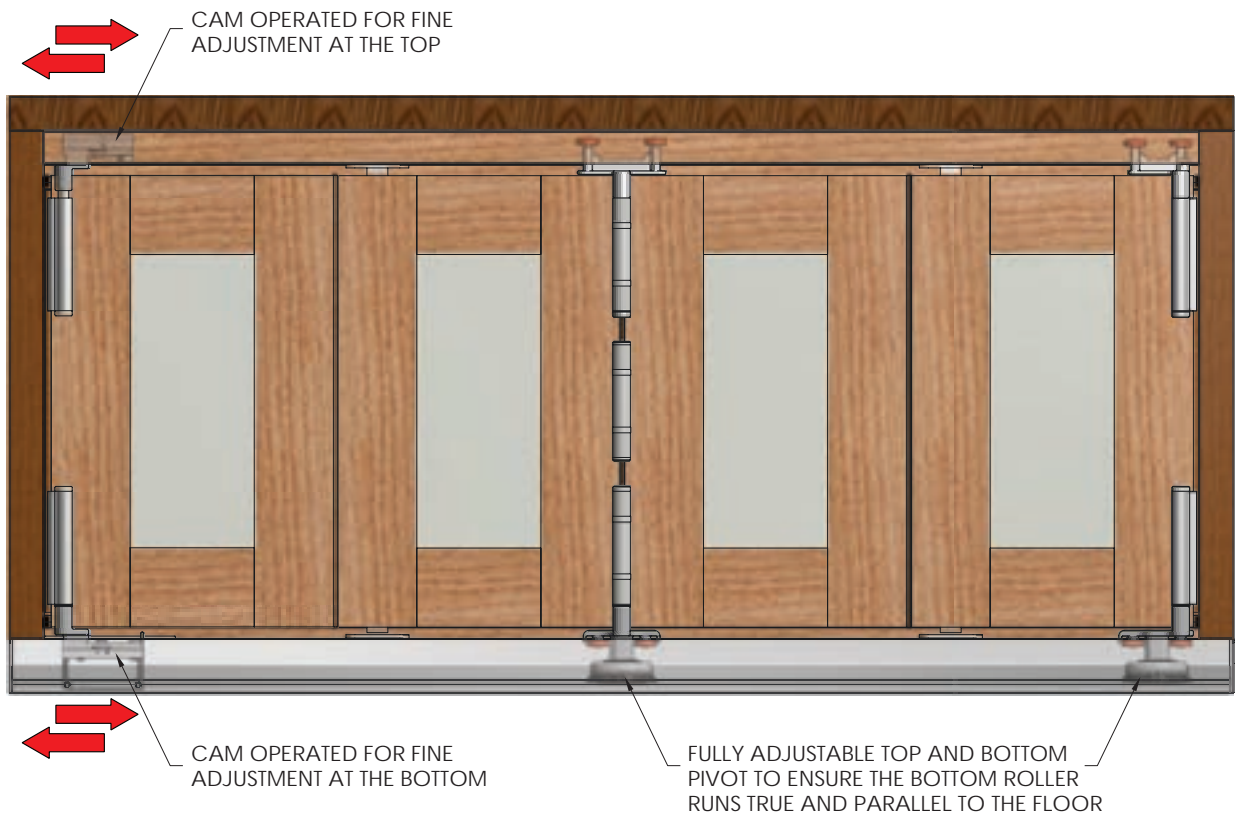 CAM OPERATED FOR FINE
ADJUSTMENT AT THE TOP
CAM OPERATED FOR FINE
ADJUSTMENT AT THE BOTTOM
FULLY ADJUSTABLE TOP AND BOTTOM
PIVOT TO ENSURE THE BOTTOM ROLLER
RUNS TRUE AND PARALLEL TO THE FLOOR